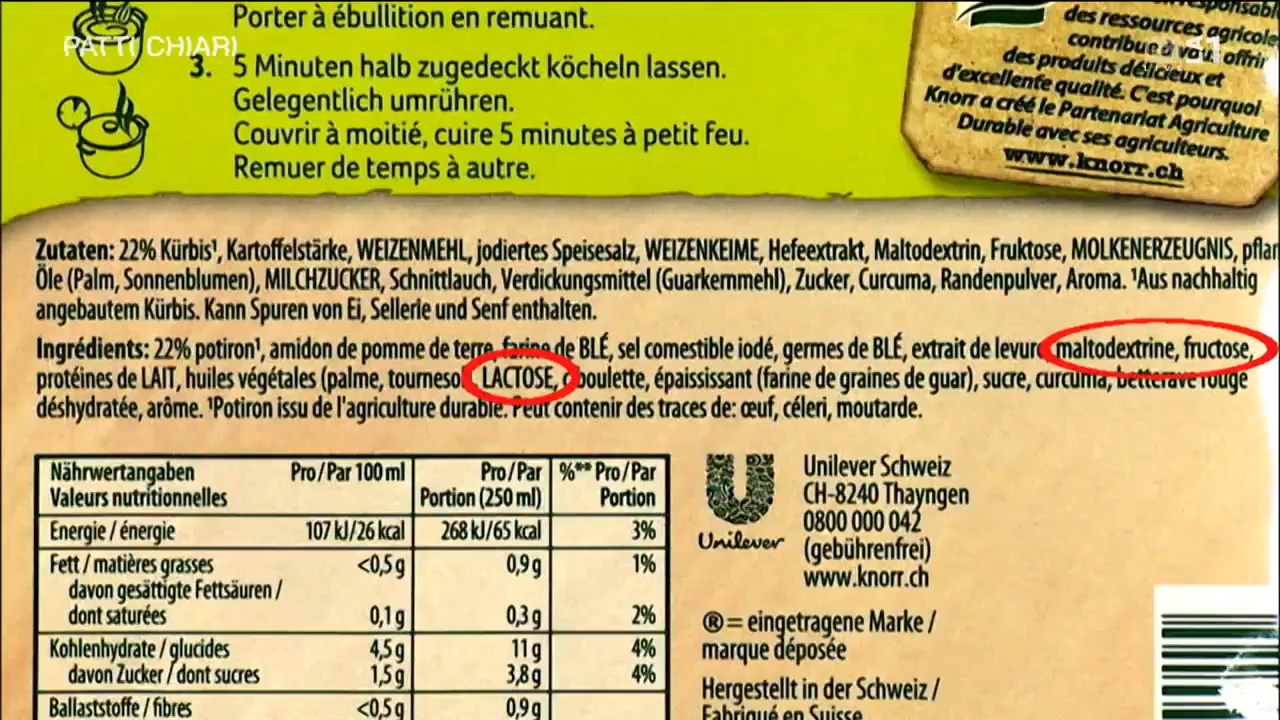 PATTI CHIARI
Porter à ébullition en remuant.
3. 5 Minuten halb zugedeckt köcheln lassen.
Gelegentlich umrühren.
Couvrir à moitié, cuire 5 minutes à petit feu.
Remuer de temps à autre.
des ressources agricole
contribue à vous offrir
des produits délicieux et
d'excellente qualité. C'est pourquoi
Knorr a créé le Partenariat Agriculture
Durable avec ses agriculteurs.
www.knorr.ch
Zutaten: 22% Kürbis¹, Kartoffelstärke, WEIZENMEHL, jodiertes Speisesalz, WEIZENKEIME, Hefeextrakt, Maltodextrin, Fruktose, MOLKENERZEUGNIS, pflan
Öle (Palm, Sonnenblumen), MILCHZUCKER, Schnittlauch, Verdickungsmittel (Guarkernmehl), Zucker, Curcuma, Randenpulver, Aroma. ¹Aus nachhaltig
angebautem Kürbis. Kann Spuren von Ei, Sellerie und Senf enthalten.
Ingrédients: 22% potiron¹, amidon de pomme de terre, farine de BLÉ, sel comestible iodé, germes de BLÉ, extrait de levure, maltodextrine, fructose,
protéines de LAIT, huiles végétales (palme, tournesol), LACTOSE, ciboulette, épaississant (farine de graines de guar), sucre, curcuma, betterave rouge
déshydratée, arôme. ¹Potiron issu de l'agriculture durable. Peut contenir des traces de: œuf, céleri, moutarde.
Nährwertangaben Pro/Par 100 ml Pro/Par %** Pro/Par
Valeurs nutritionnelles Portion (250 ml) Portion
Energie / énergie 107 kJ/26 kcal 268 kJ/65 kcal 3%
Fett / matières grasses <0,5 g 0,9 g 1%
davon gesättigte Fettsäuren /
dont saturées 0,1 g 0,3 g 2%
Kohlenhydrate / glucides 4,5 g 11 g 4%
davon Zucker / dont sucres 1,5 g 3,8 g 4%
Ballaststoffe / fibres <0,5 g 0,9 g
Unilever
Unilever Schweiz
CH-8240 Thayngen
0800 000 042
(gebührenfrei)
www.knorr.ch
® = eingetragene Marke /
marque déposée
Hergestellt in der Schweiz /
Fabriqué en Suisse